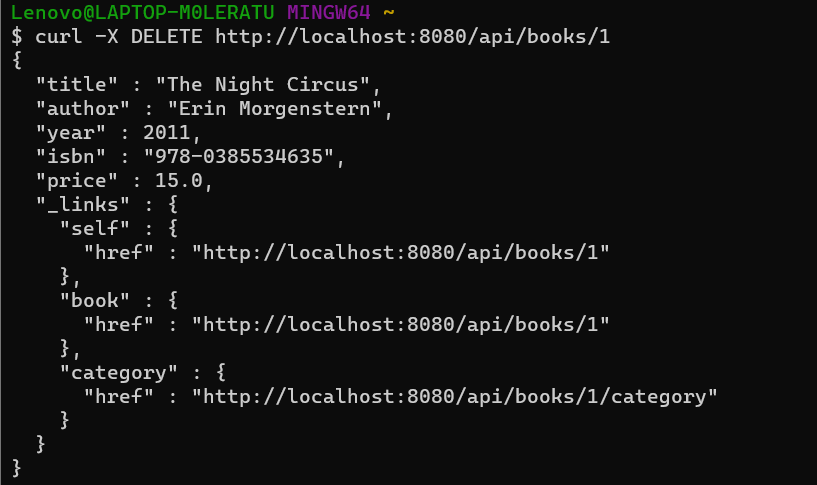 Lenovo@LAPTOP-M0LERATU MINGW64 ~
$ curl -X DELETE http://localhost:8080/api/books/1
{
  "title" : "The Night Circus",
  "author" : "Erin Morgenstern",
  "year" : 2011,
  "isbn" : "978-0385534635",
  "price" : 15.0,
  "_links" : {
    "self" : {
      "href" : "http://localhost:8080/api/books/1"
    },
    "book" : {
      "href" : "http://localhost:8080/api/books/1"
    },
    "category" : {
      "href" : "http://localhost:8080/api/books/1/category"
    }
  }
}